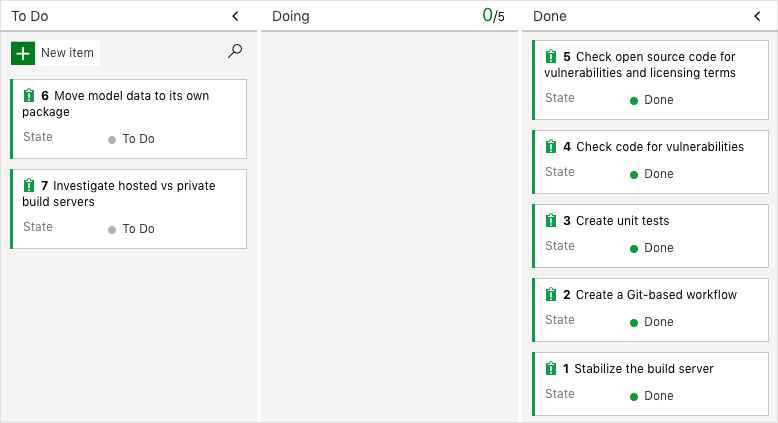 To Do
New item
6 Move model data to its own
package
State To Do
7 Investigate hosted vs private
build servers
State To Do
Doing 0/5
Done
5 Check open source code for
vulnerabilities and licensing terms
State Done
4 Check code for vulnerabilities
State Done
3 Create unit tests
State Done
2 Create a Git-based workflow
State Done
1 Stabilize the build server
State Done